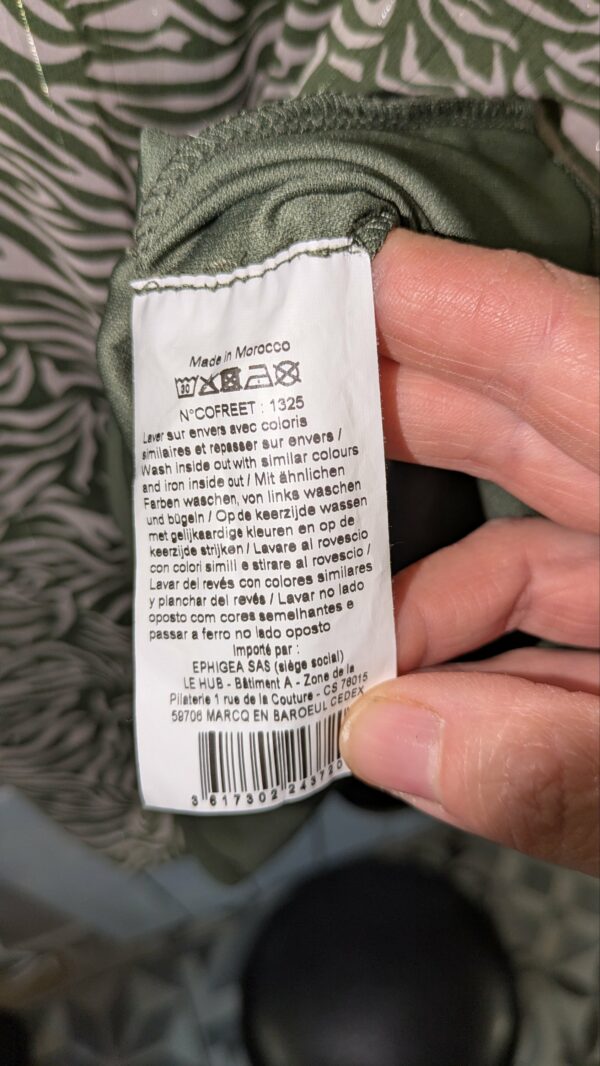 Made in Morocco
30
N°COFREET : 1325
Laver sur envers avec coloris
similaires et repasser sur envers /
Wash inside out with similar colours
and iron inside out / Mit ähnlichen
Farben waschen, von links waschen
und bügeln / Op de keerzijde wassen
met gelijkaardige kleuren en op de
keerzijde strijken / Lavare al rovescio
con colori simili e stirare al rovescio /
Lavar del revés con colores similares
y planchar del revés / Lavar no lado
oposto com cores semelhantes e
passar a ferro no lado oposto
Importé par :
EPHIGEA SAS (siège social)
LE HUB - Bâtiment A - Zone de la
Pilaterie 1 rue de la Couture - CS 76015
59706 MARCQ EN BAROEUL CEDEX
3 617302 243720